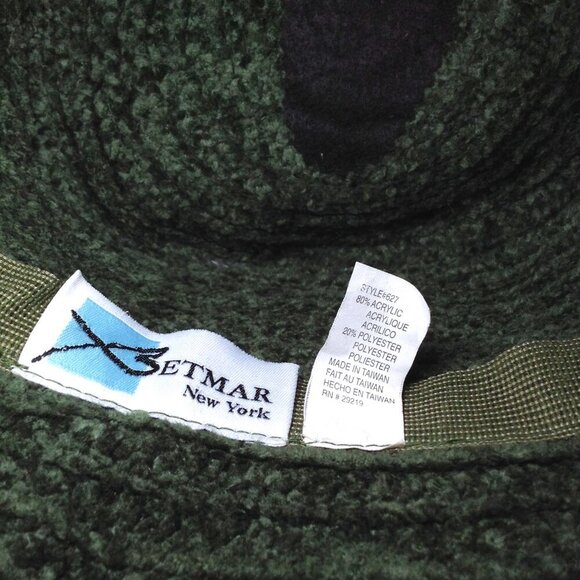 BETMAR
New York
STYLE#627
80% ACRYLIC
ACRYLIQUE
ACRILICO
20% POLYESTER
POLYESTER
POLIESTER
MADE IN TAIWAN
FAIT AU TAIWAN
HECHO EN TAIWAN
RN # 29219